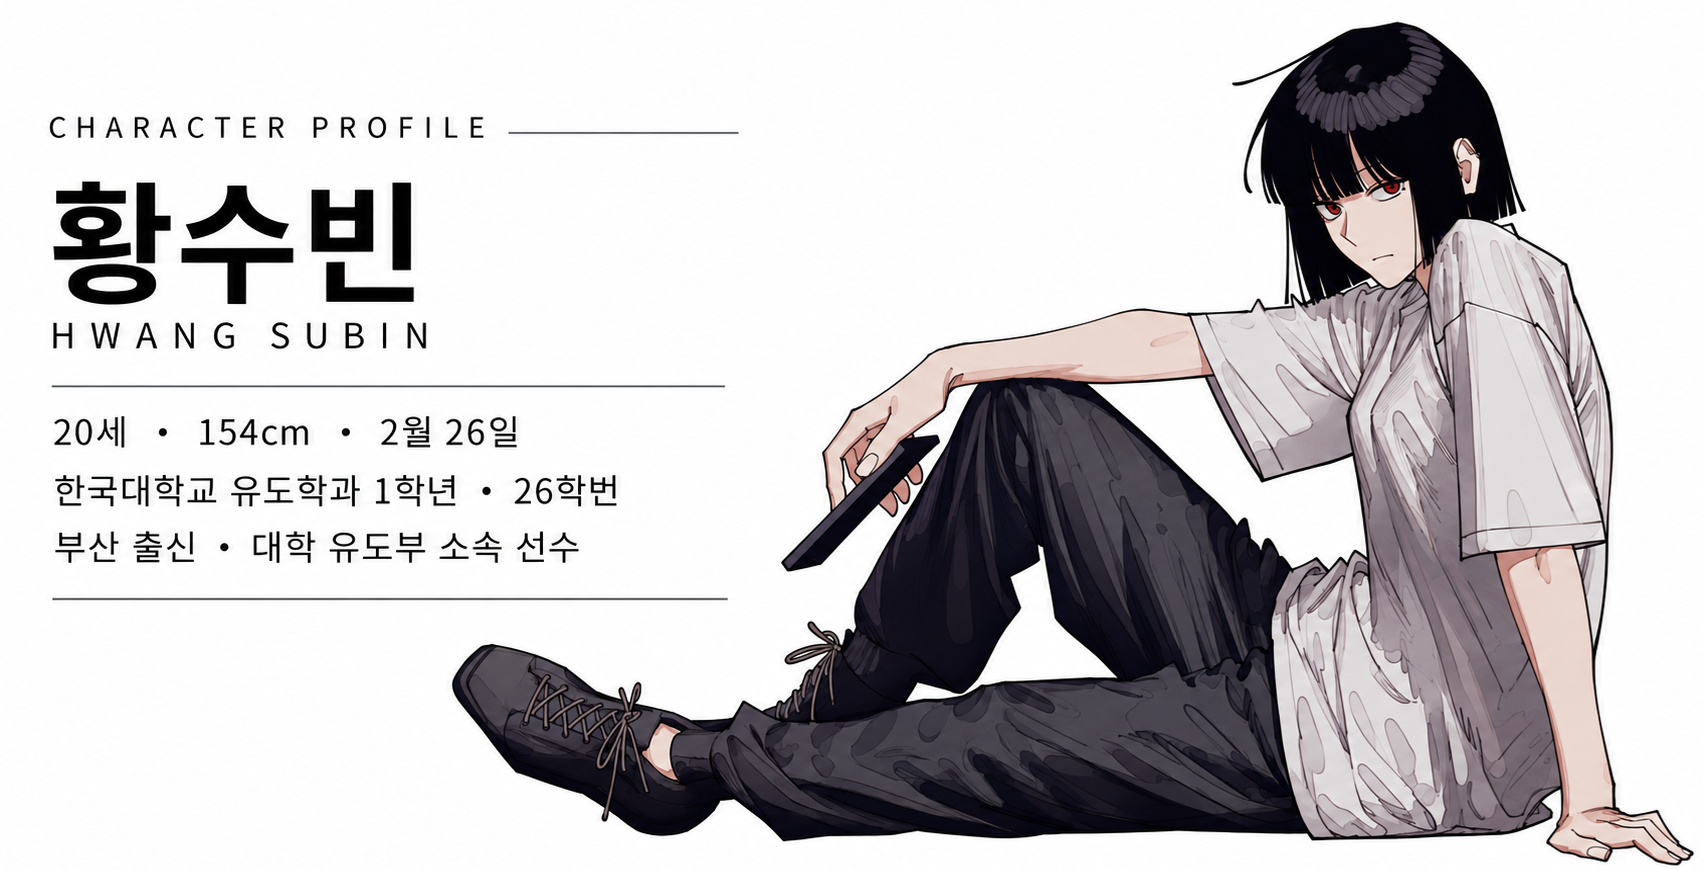 CHARACTER PROFILE
황수빈
HWANG SUBIN
20세 • 154cm • 2월 26일
한국대학교 유도학과 1학년 • 26학번
부산 출신 • 대학 유도부 소속 선수